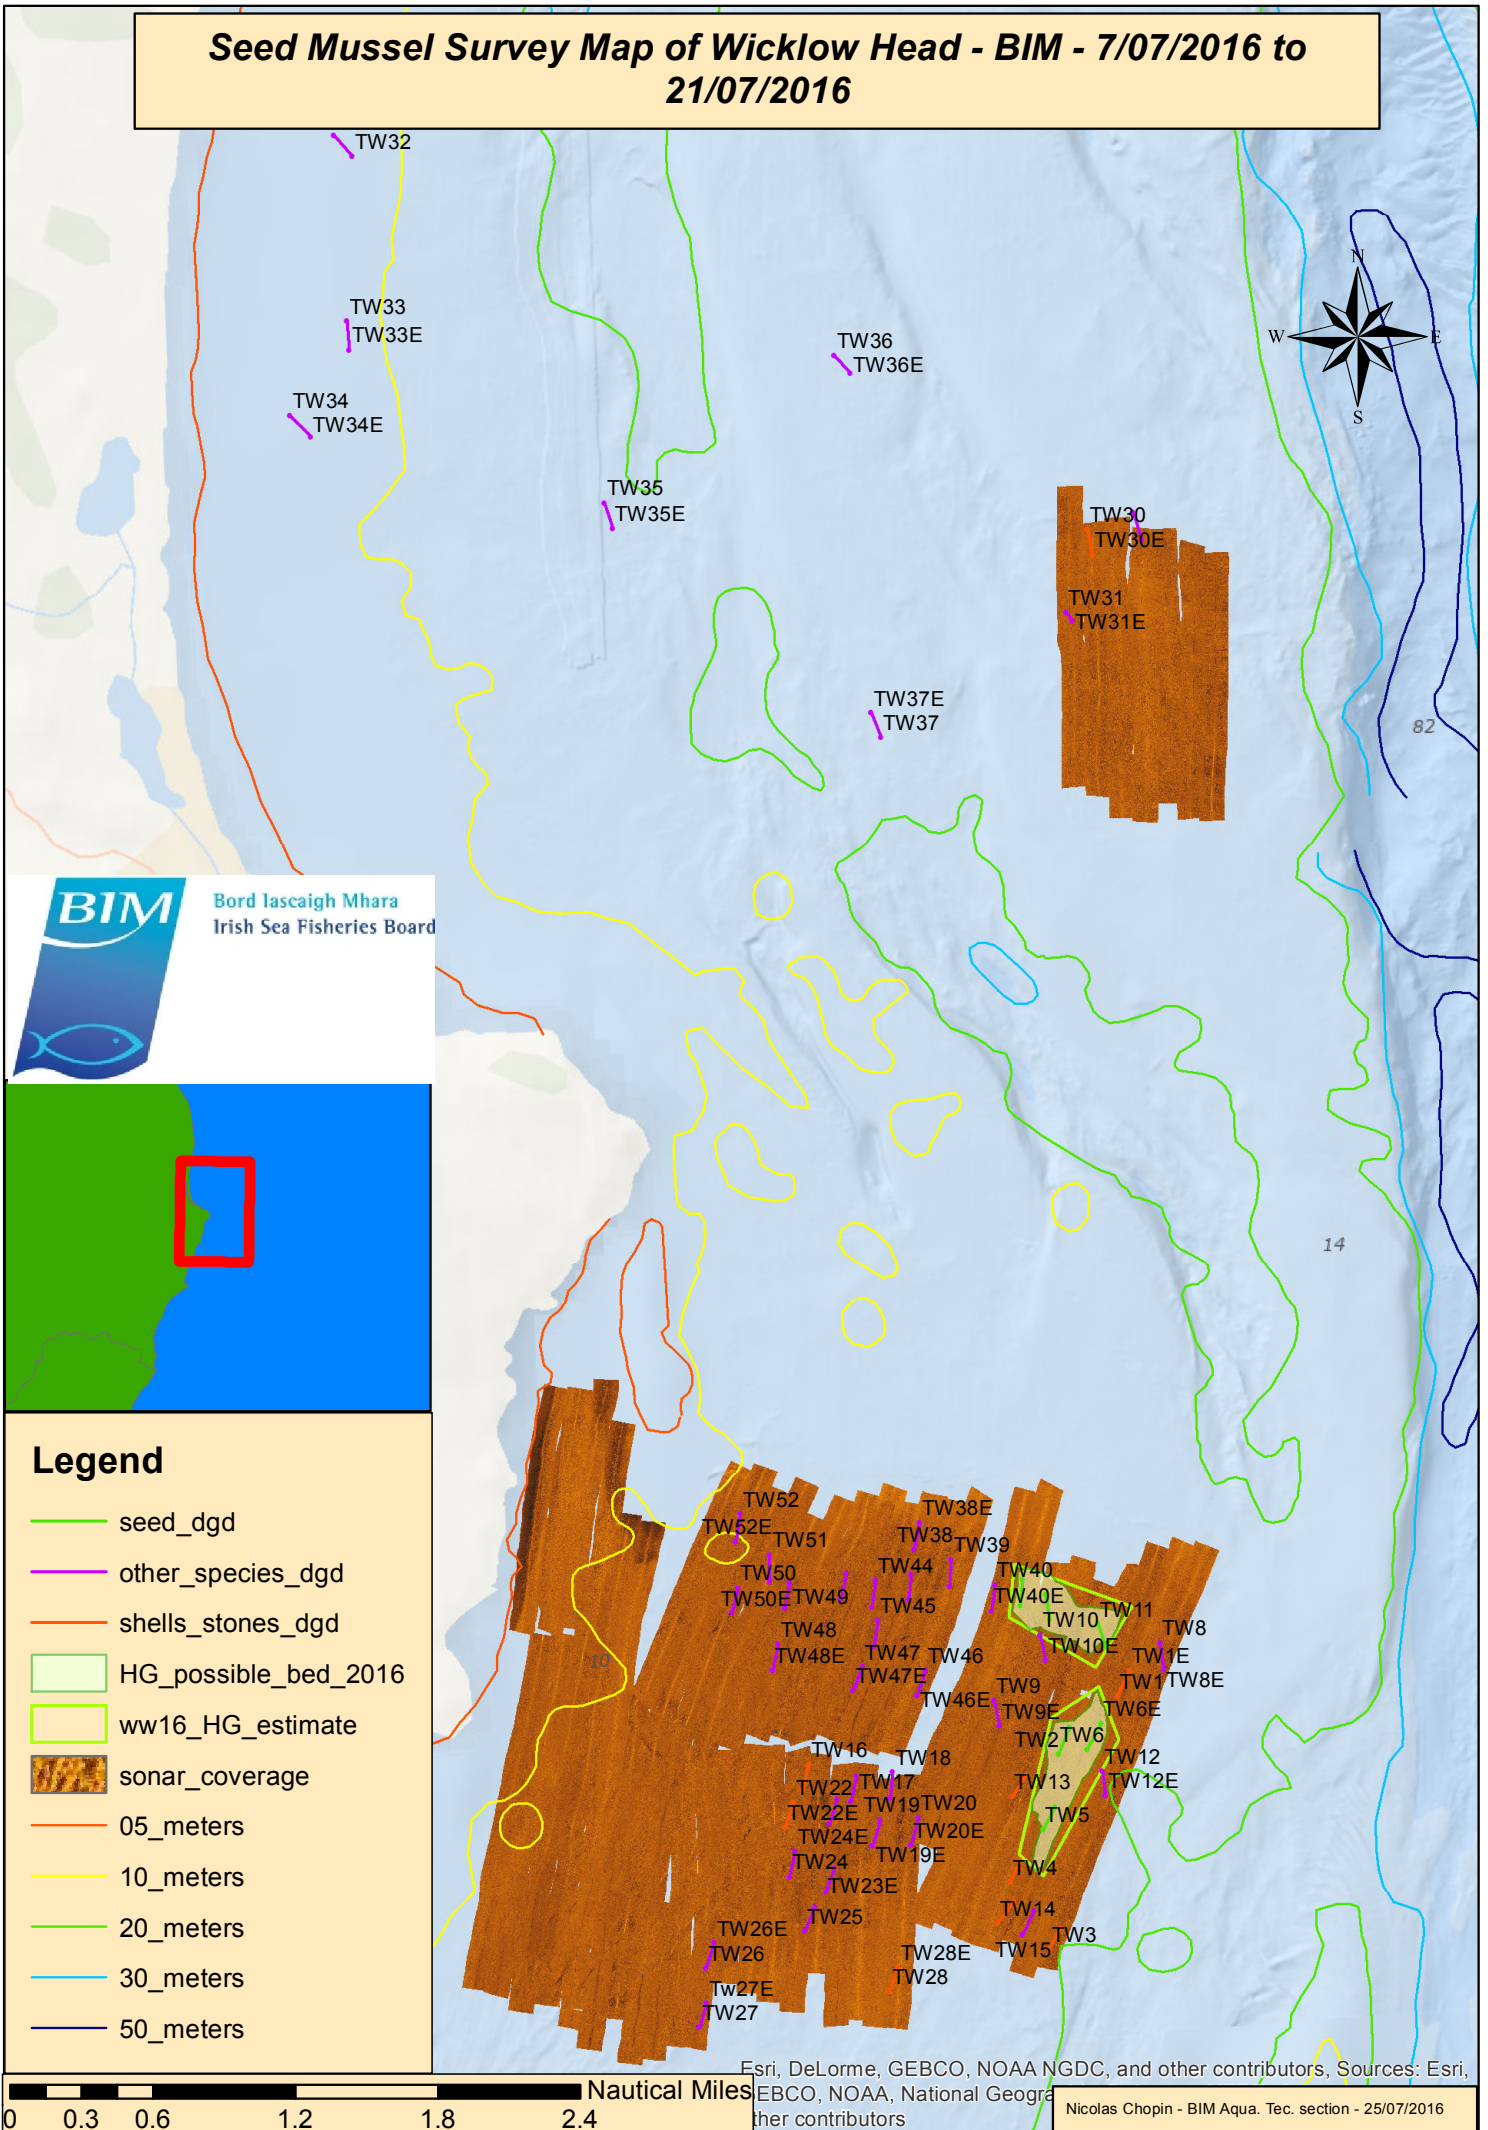 Seed Mussel Survey Map of Wicklow Head - BIM - 7/07/2016 to
21/07/2016
TW32
N
W
E
S
TW33
TW33E
TW36
TW36E
TW34
TW34E
TW35
TW35E
TW30
TW30E
TW31
TW31E
TW37E
TW37
82
BIM
Bord Iascaigh Mhara
Irish Sea Fisheries Board
14
Legend
seed_dgd
other_species_dgd
shells_stones_dgd
HG_possible_bed_2016
ww16_HG_estimate
sonar_coverage
05_meters
10_meters
20_meters
30_meters
50_meters
TW52
TW52E
TW51
TW38E
TW38
TW39
TW50
TW50E
TW49
TW44
TW45
TW40
TW40E
TW11
TW10
TW10E
TW8
TW1E
TW1
TW8E
TW48
TW48E
TW47
TW47E
TW46
TW46E
10
TW9
TW9E
TW6E
TW2
TW6
TW12
TW12E
TW16
TW18
TW22
TW17
TW13
TW22E
TW19
TW20
TW5
TW24E
TW20E
TW19E
TW24
TW4
TW23E
TW25
TW14
TW15
TW3
TW26E
TW26
TW28E
TW28
Tw27E
TW27
Esri, DeLorme, GEBCO, NOAA NGDC, and other contributors, Sources: Esri,
EBCO, NOAA, National Geogra
ther contributors
Nautical Miles
0 0.3 0.6 1.2 1.8 2.4
Nicolas Chopin - BIM Aqua. Tec. section - 25/07/2016